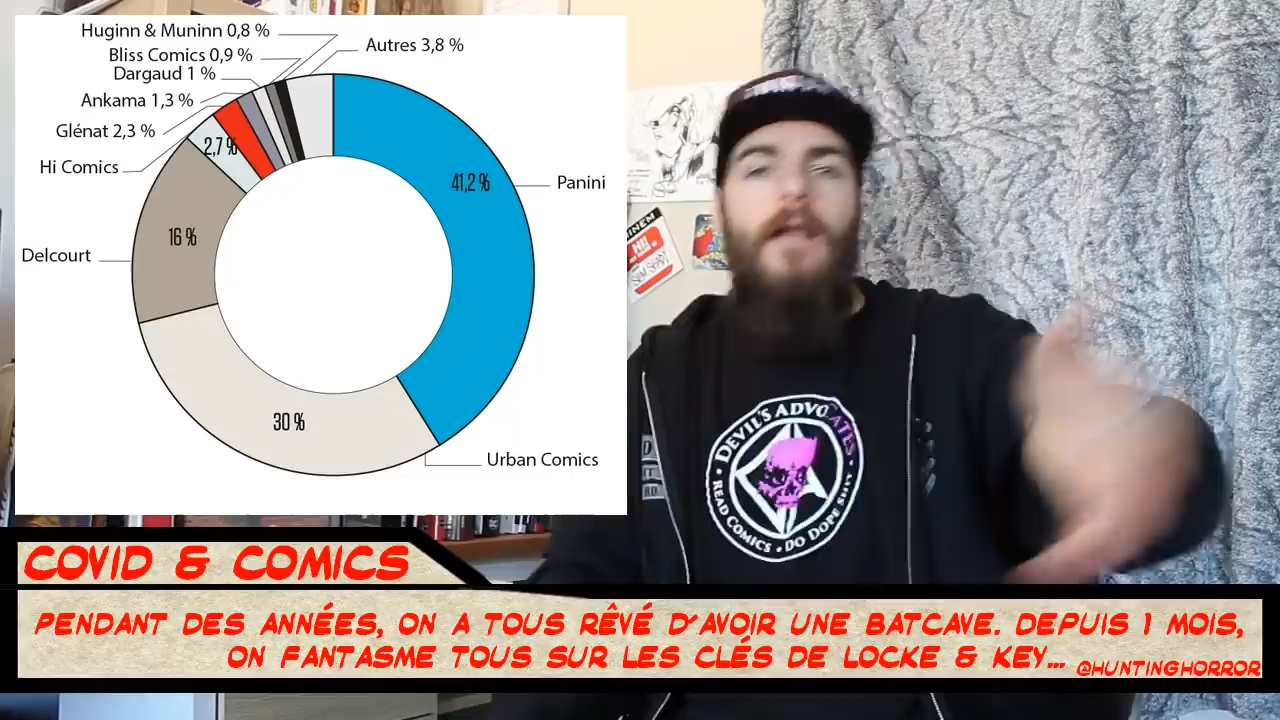 Huginn & Muninn 0,8 %
Bliss Comics 0,9 %
Autres 3,8 %
Dargaud 1 %
Ankama 1,3 %
Glénat 2,3 %
2,7 %
Hi Comics
41,2 %
Panini
16 %
Delcourt
30 %
Urban Comics
HI!
DEVIL'S ADVOCATES
READ COMICS • DO DOPE SHIT
COVID & COMICS
PENDANT DES ANNÉES, ON A TOUS RÊVÉ D'AVOIR UNE BATCAVE. DEPUIS 1 MOIS,
ON FANTASME TOUS SUR LES CLÉS DE LOCKE & KEY...
@HUNTINGHORROR